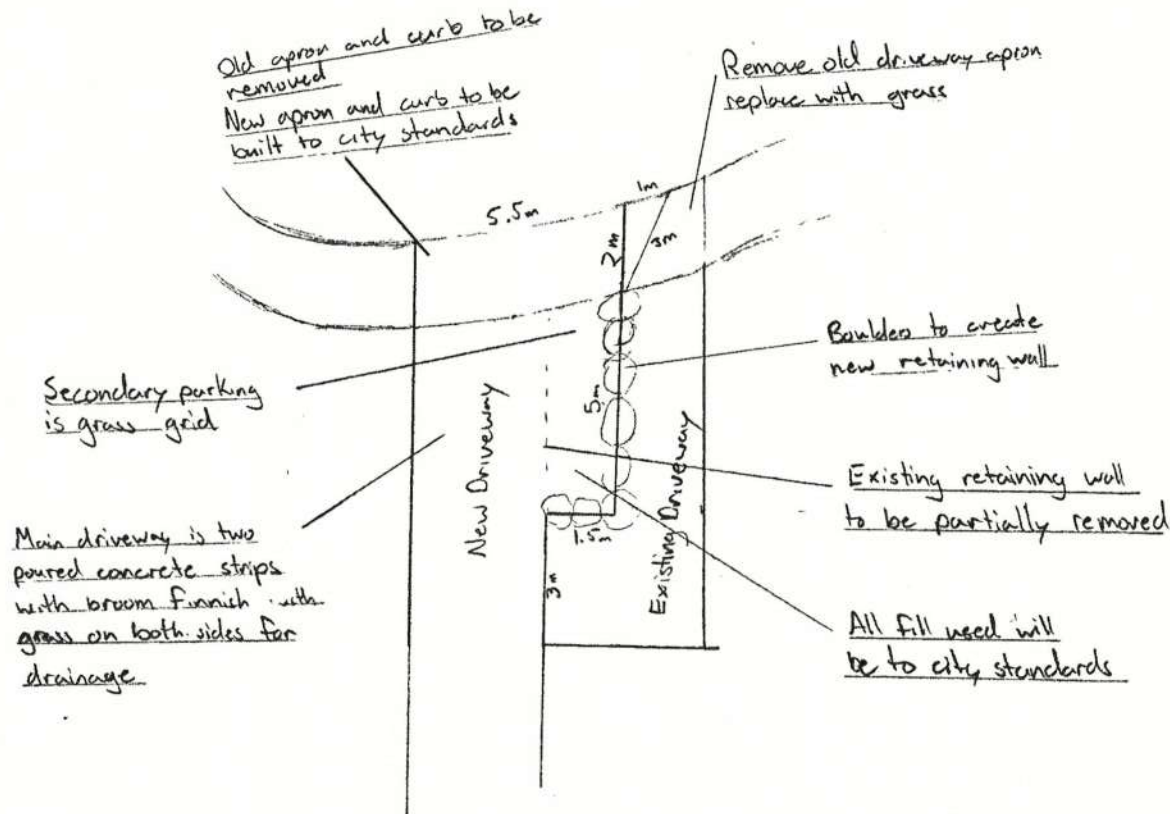 Old apron and curb to be
removed
New apron and curb to be
built to city standards
Remove old driveway apron
replace with grass
5.5m
1m
2m
3m
Secondary parking
is grass grid
Boulders to create
new retaining wall
5m
New Driveway
Existing Driveway
Existing retaining wall
to be partially removed
1.5m
3m
Main driveway is two
poured concrete strips
with broom finnish with
grass on both sides for
drainage
All fill used will
be to city standards